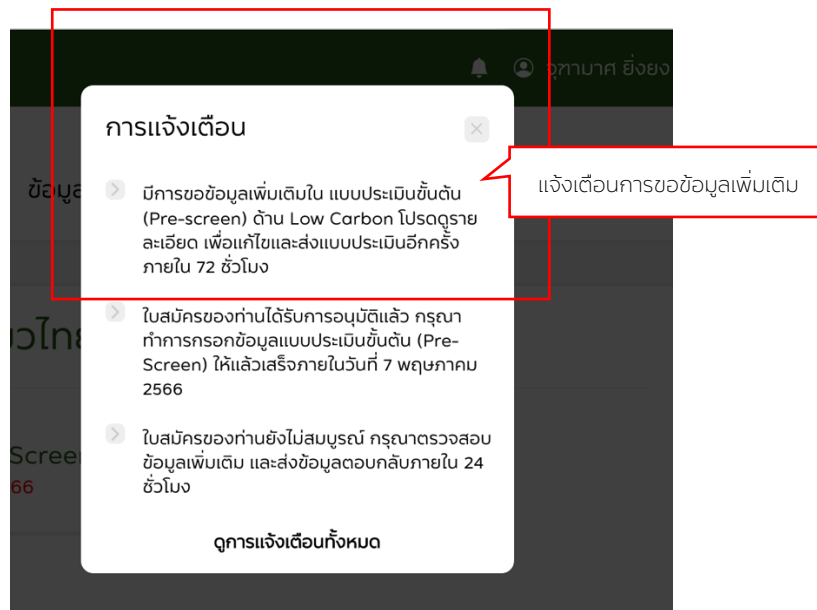 จุฑามาศ ยิ่งยง
การแจ้งเตือน
แจ้งเตือนการขอข้อมูลเพิ่มเติม
มีการขอข้อมูลเพิ่มเติมใน แบบประเมินขั้นต้น
(Pre-screen) ด้าน Low Carbon โปรดดูราย
ละเอียด เพื่อแก้ไขและส่งแบบประเมินอีกครั้ง
ภายใน 72 ชั่วโมง
ใบสมัครของท่านได้รับการอนุมัติแล้ว กรุณา
ทำการกรอกข้อมูลแบบประเมินขั้นต้น (Pre-
Screen) ให้แล้วเสร็จภายในวันที่ 7 พฤษภาคม
2566
ใบสมัครของท่านยังไม่สมบูรณ์ กรุณาตรวจสอบ
ข้อมูลเพิ่มเติม และส่งข้อมูลตอบกลับภายใน 24
ชั่วโมง
66
ดูการแจ้งเตือนทั้งหมด